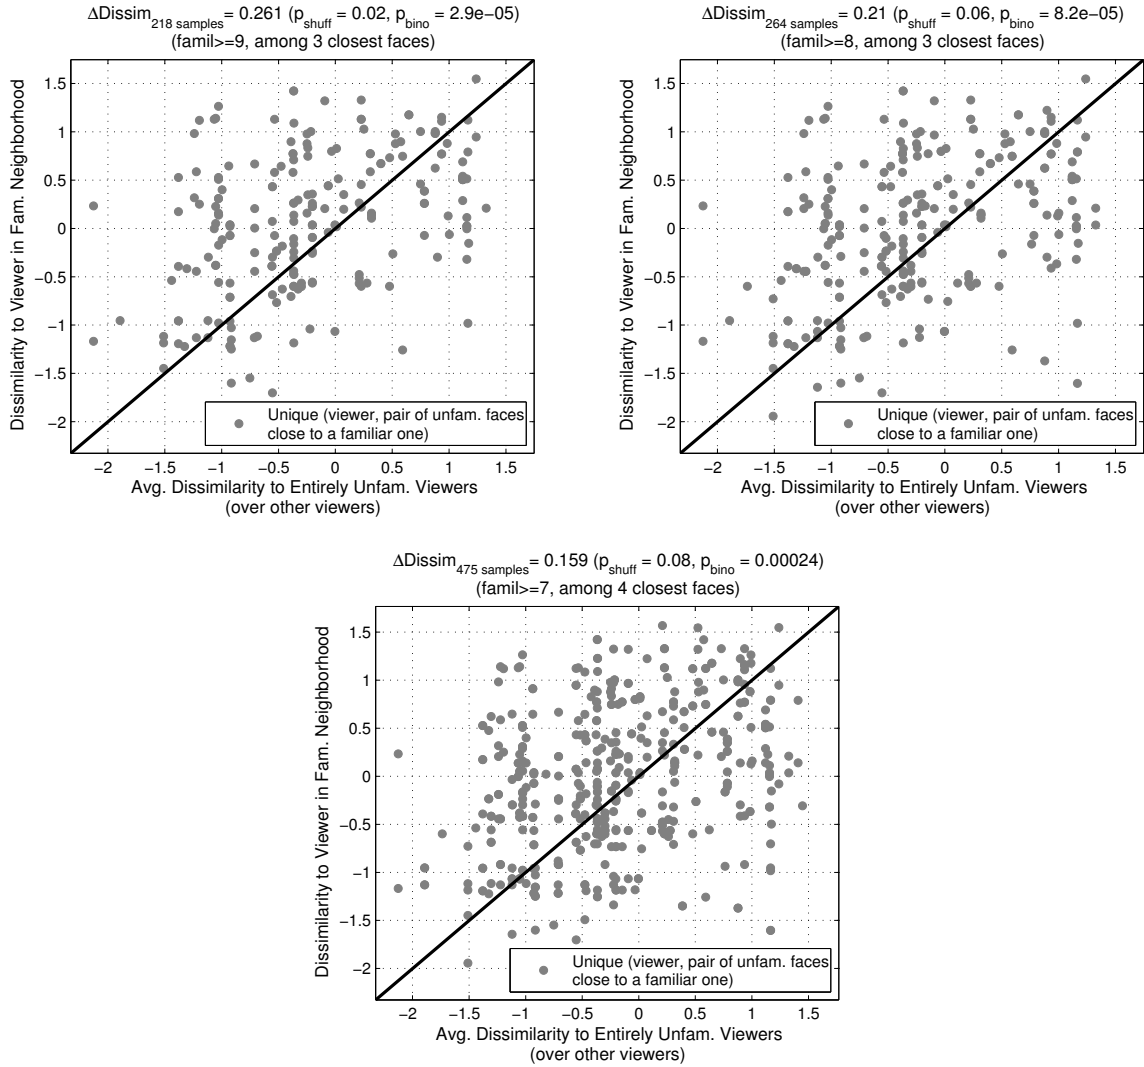 ΔDissim218 samples= 0.261 (pshuff = 0.02, pbino = 2.9e−05)
(famil>=9, among 3 closest faces)
Dissimilarity to Viewer in Fam. Neighborhood
1.5
1
0.5
0
−0.5
−1
−1.5
−2
Unique (viewer, pair of unfam. faces
close to a familiar one)
−2 −1.5 −1 −0.5 0 0.5 1 1.5
Avg. Dissimilarity to Entirely Unfam. Viewers
(over other viewers)
ΔDissim264 samples= 0.21 (pshuff = 0.06, pbino = 8.2e−05)
(famil>=8, among 3 closest faces)
Dissimilarity to Viewer in Fam. Neighborhood
1.5
1
0.5
0
−0.5
−1
−1.5
−2
Unique (viewer, pair of unfam. faces
close to a familiar one)
−2 −1.5 −1 −0.5 0 0.5 1 1.5
Avg. Dissimilarity to Entirely Unfam. Viewers
(over other viewers)
ΔDissim475 samples= 0.159 (pshuff = 0.08, pbino = 0.00024)
(famil>=7, among 4 closest faces)
Dissimilarity to Viewer in Fam. Neighborhood
1.5
1
0.5
0
−0.5
−1
−1.5
−2
Unique (viewer, pair of unfam. faces
close to a familiar one)
−2 −1.5 −1 −0.5 0 0.5 1 1.5
Avg. Dissimilarity to Entirely Unfam. Viewers
(over other viewers)